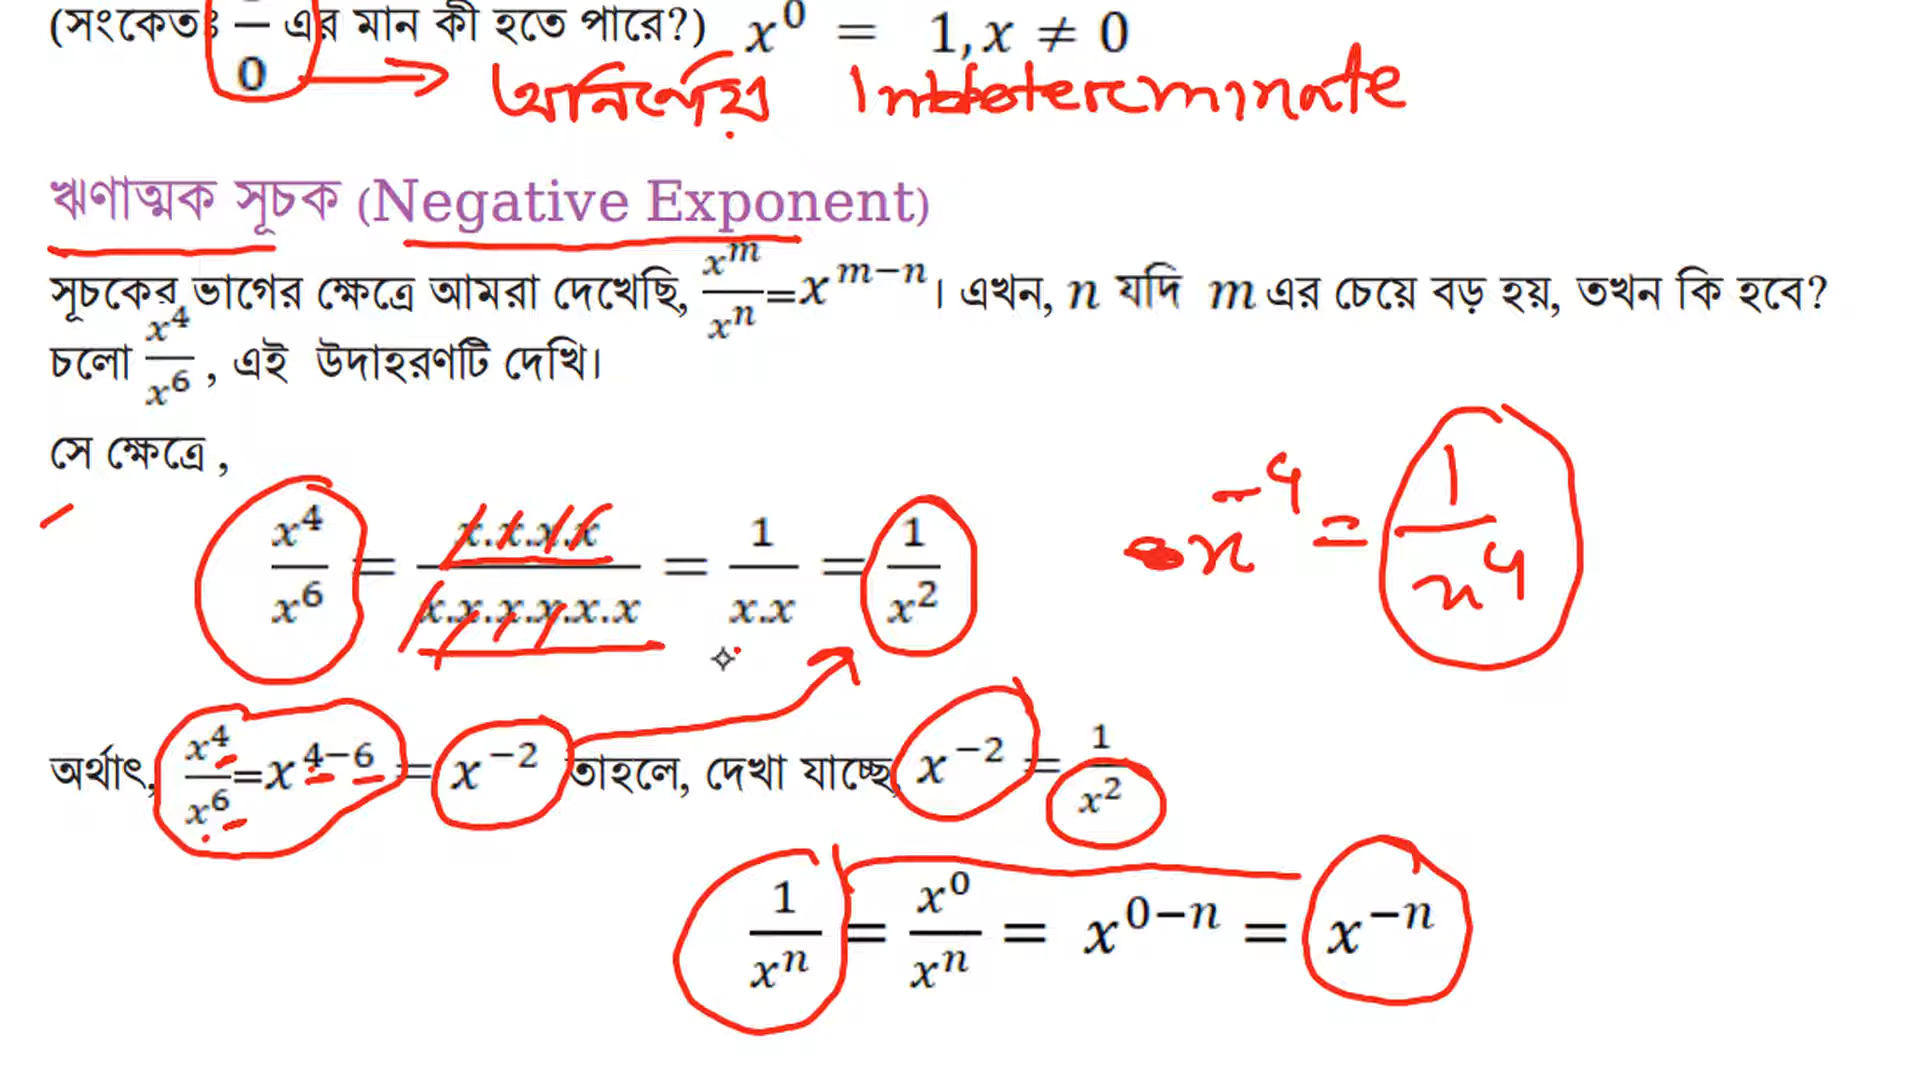 (সংকেতঃ 0/0 এর মান কী হতে পারে?) x⁰ = 1, x ≠ 0
অনির্ণেয় Indeterminate
ঋণাত্মক সূচক (Negative Exponent)
সূচকের ভাগের ক্ষেত্রে আমরা দেখেছি, xᵐ/xⁿ=x ᵐ⁻ⁿ। এখন, n যদি m এর চেয়ে বড় হয়, তখন কি হবে?
চলো x⁴/x⁶ , এই উদাহরণটি দেখি।
সে ক্ষেত্রে ,
x⁴/x⁶ = x.x.x.x/x.x.x.x.x.x = 1/x.x = 1/x²
x⁻⁴ = 1/x⁴
অর্থাৎ, x⁴/x⁶=x⁴⁻⁶ = x⁻² তাহলে, দেখা যাচ্ছে, x⁻² = 1/x²
1/xⁿ = x⁰/xⁿ = x⁰⁻ⁿ = x⁻ⁿ